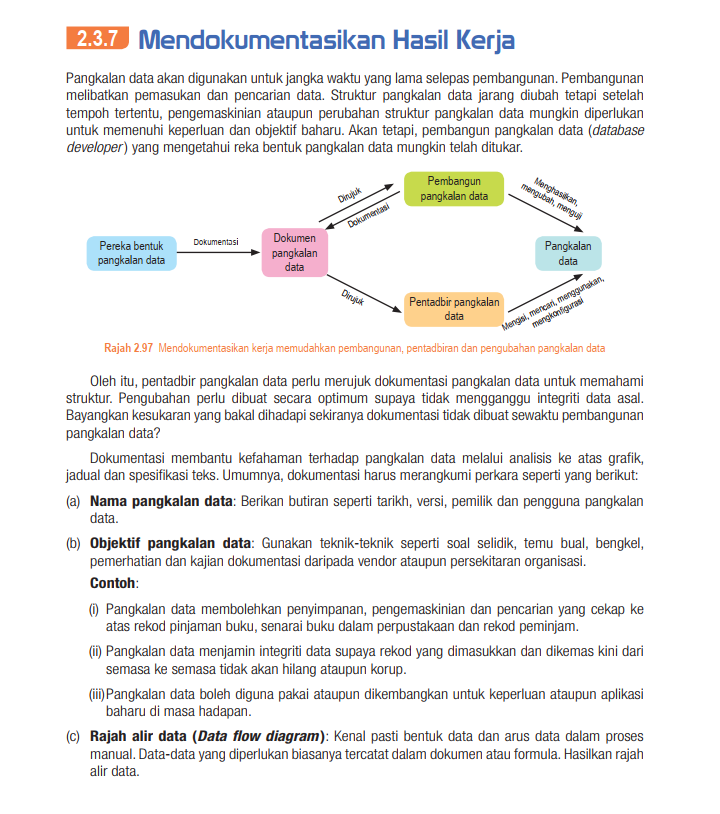 2.3.7 Mendokumentasikan Hasil Kerja
Pangkalan data akan digunakan untuk jangka waktu yang lama selepas pembangunan. Pembangunan
melibatkan pemasukan dan pencarian data. Struktur pangkalan data jarang diubah tetapi setelah
tempoh tertentu, pengemaskinian ataupun perubahan struktur pangkalan data mungkin diperlukan
untuk memenuhi keperluan dan objektif baharu. Akan tetapi, pembangun pangkalan data (database
developer) yang mengetahui reka bentuk pangkalan data mungkin telah ditukar.
Pereka bentuk
pangkalan data
Dokumentasi
Dokumen
pangkalan
data
Dirujuk
Dokumentasi
Pembangun
pangkalan data
Menghasilkan,
mengubah, menguji
Pangkalan
data
Dirujuk
Pentadbir pangkalan
data
Mengisi, mencari, menggunakan,
mengkonfigurasi
Rajah 2.97 Mendokumentasikan kerja memudahkan pembangunan, pentadbiran dan pengubahan pangkalan data
Oleh itu, pentadbir pangkalan data perlu merujuk dokumentasi pangkalan data untuk memahami
struktur. Pengubahan perlu dibuat secara optimum supaya tidak mengganggu integriti data asal.
Bayangkan kesukaran yang bakal dihadapi sekiranya dokumentasi tidak dibuat sewaktu pembangunan
pangkalan data?
Dokumentasi membantu kefahaman terhadap pangkalan data melalui analisis ke atas grafik,
jadual dan spesifikasi teks. Umumnya, dokumentasi harus merangkumi perkara seperti yang berikut:
(a) Nama pangkalan data: Berikan butiran seperti tarikh, versi, pemilik dan pengguna pangkalan
data.
(b) Objektif pangkalan data: Gunakan teknik-teknik seperti soal selidik, temu bual, bengkel,
pemerhatian dan kajian dokumentasi daripada vendor ataupun persekitaran organisasi.
Contoh:
(i) Pangkalan data membolehkan penyimpanan, pengemaskinian dan pencarian yang cekap ke
atas rekod pinjaman buku, senarai buku dalam perpustakaan dan rekod peminjam.
(ii) Pangkalan data menjamin integriti data supaya rekod yang dimasukkan dan dikemas kini dari
semasa ke semasa tidak akan hilang ataupun korup.
(iii)Pangkalan data boleh diguna pakai ataupun dikembangkan untuk keperluan ataupun aplikasi
baharu di masa hadapan.
(c) Rajah alir data (Data flow diagram): Kenal pasti bentuk data dan arus data dalam proses
manual. Data-data yang diperlukan biasanya tercatat dalam dokumen atau formula. Hasilkan rajah
alir data.